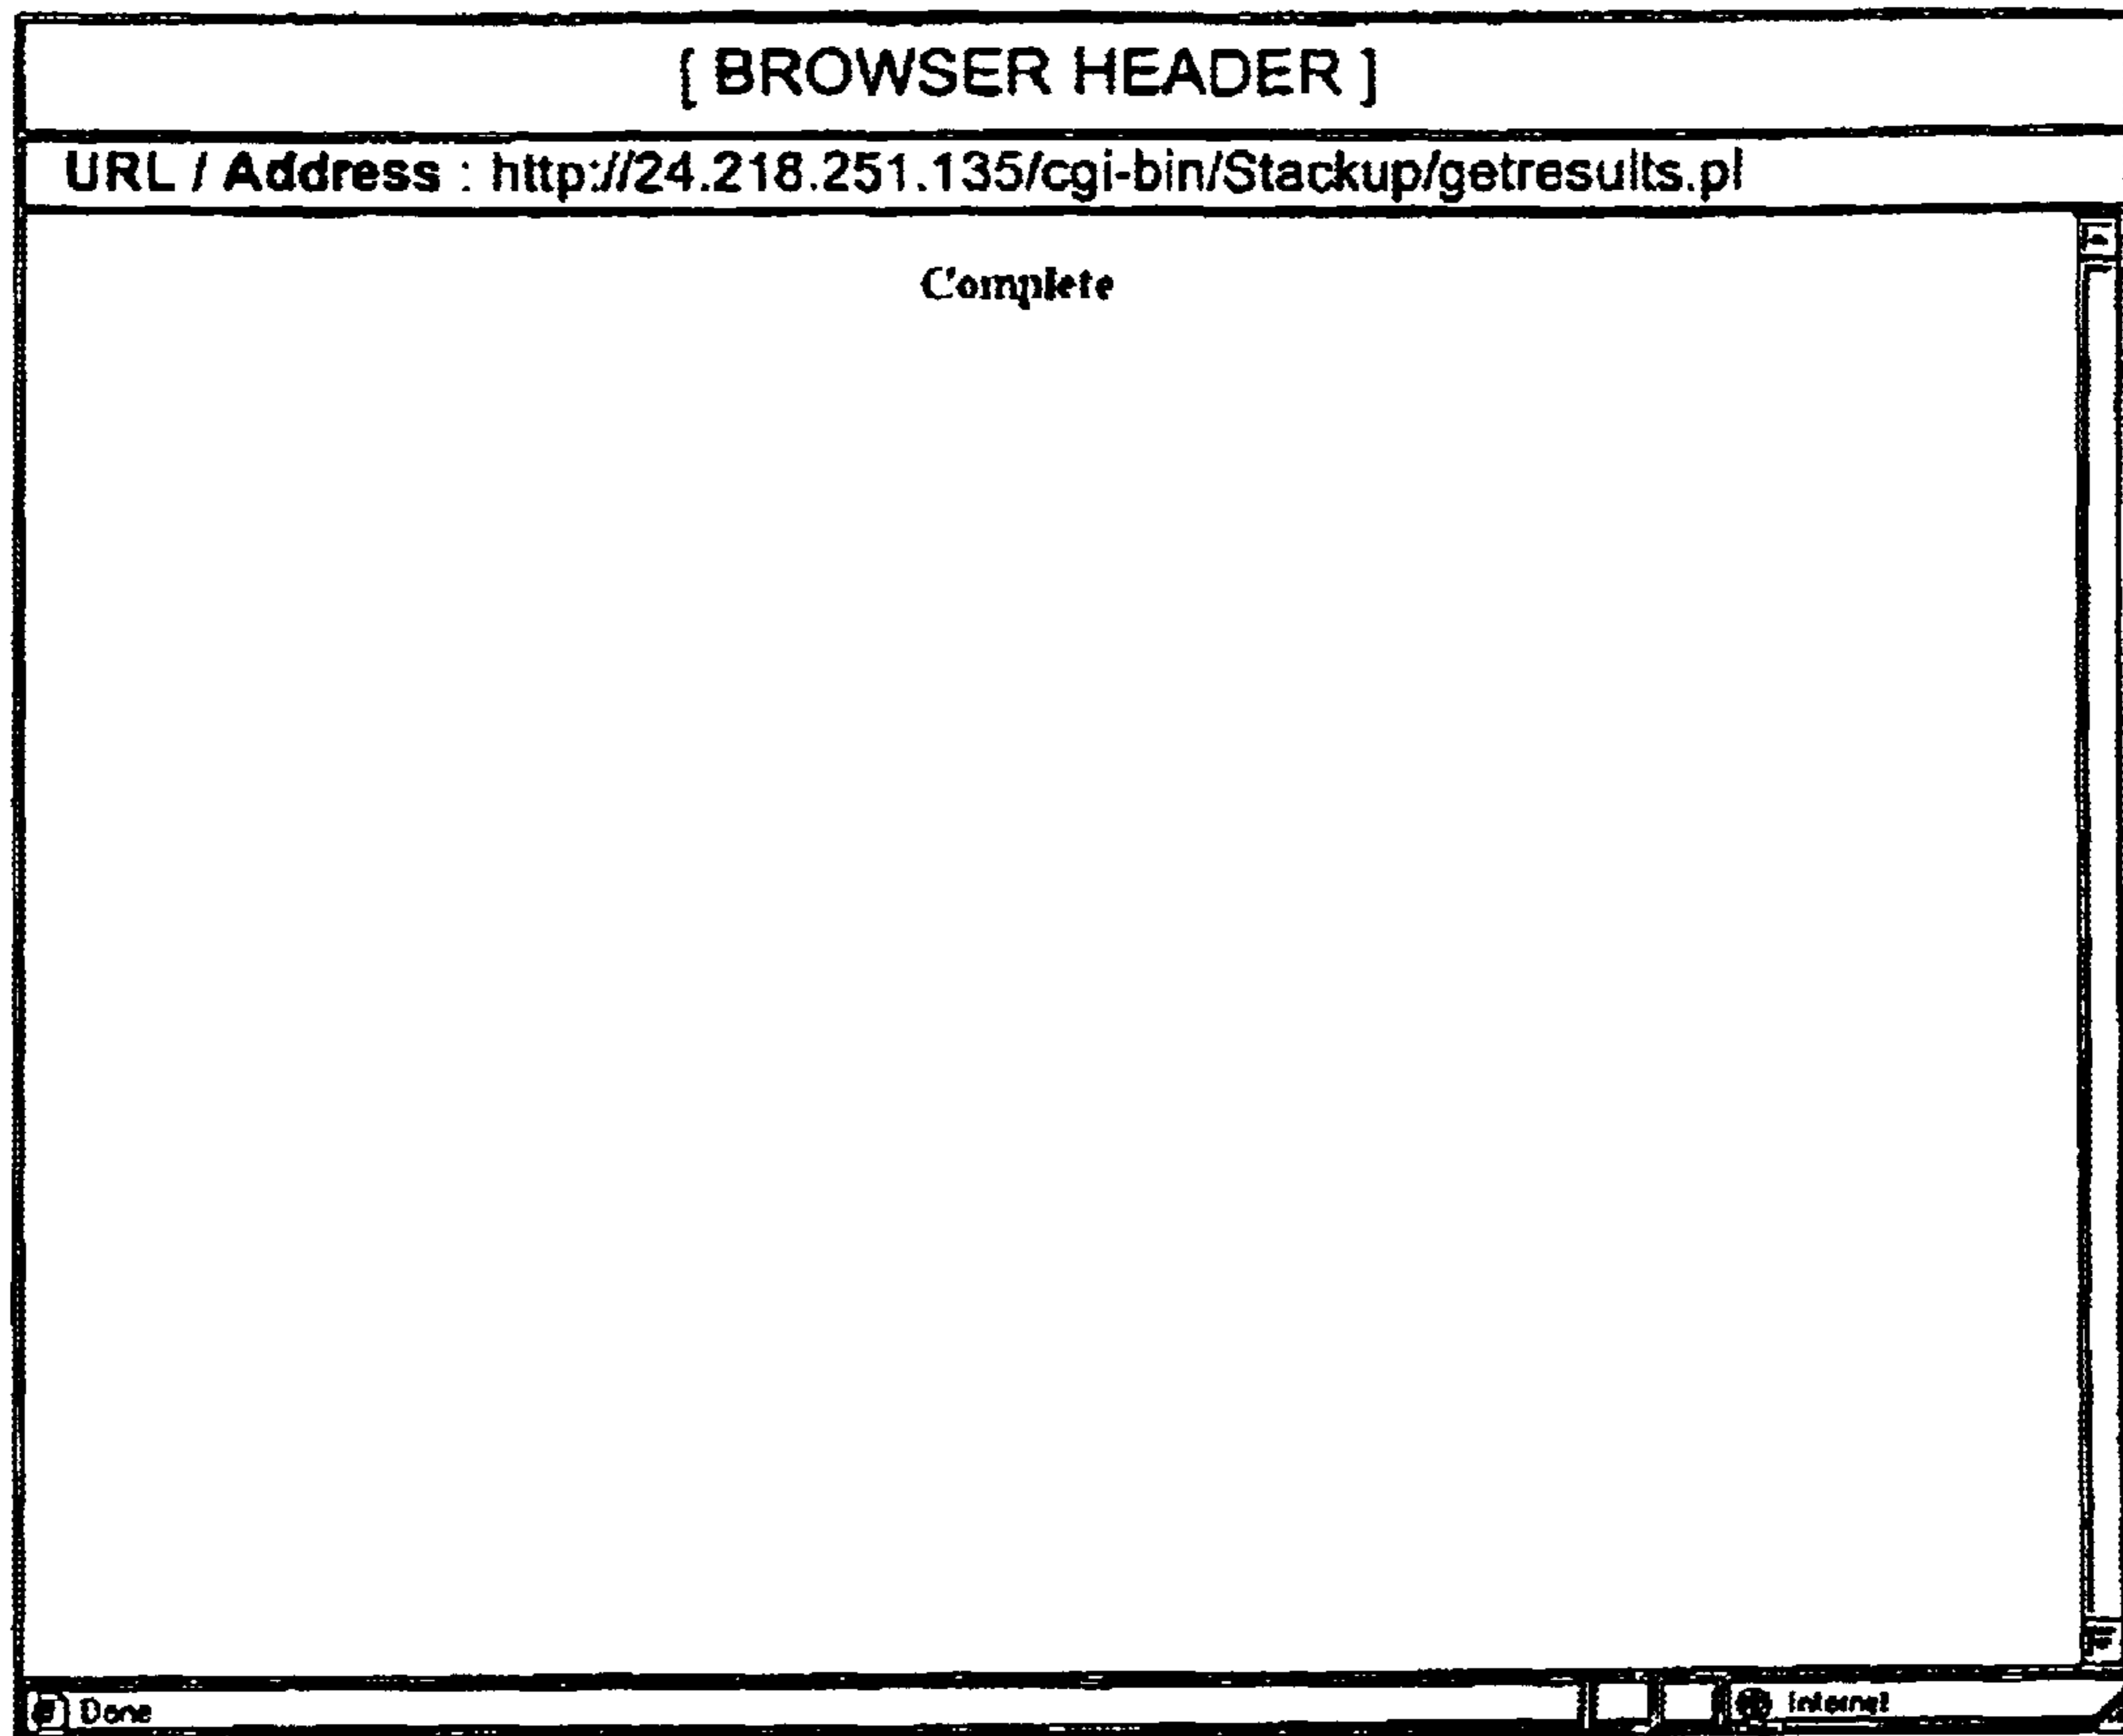 [ BROWSER HEADER ]
URL / Address : http://24.218.251.135/cgi-bin/Stackup/getresults.pl
Complete
Done
Internet